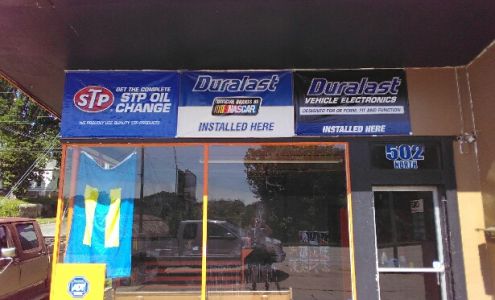 STP
GET THE COMPLETE
STP OIL
CHANGE
WE PROUDLY USE QUALITY STP PRODUCTS
Duralast
OFFICIAL BRAKES OF
NASCAR
INSTALLED HERE
Duralast
VEHICLE ELECTRONICS
DESIGNED FOR OE FORM, FIT AND FUNCTION
INSTALLED HERE
502
NORTH
ADT